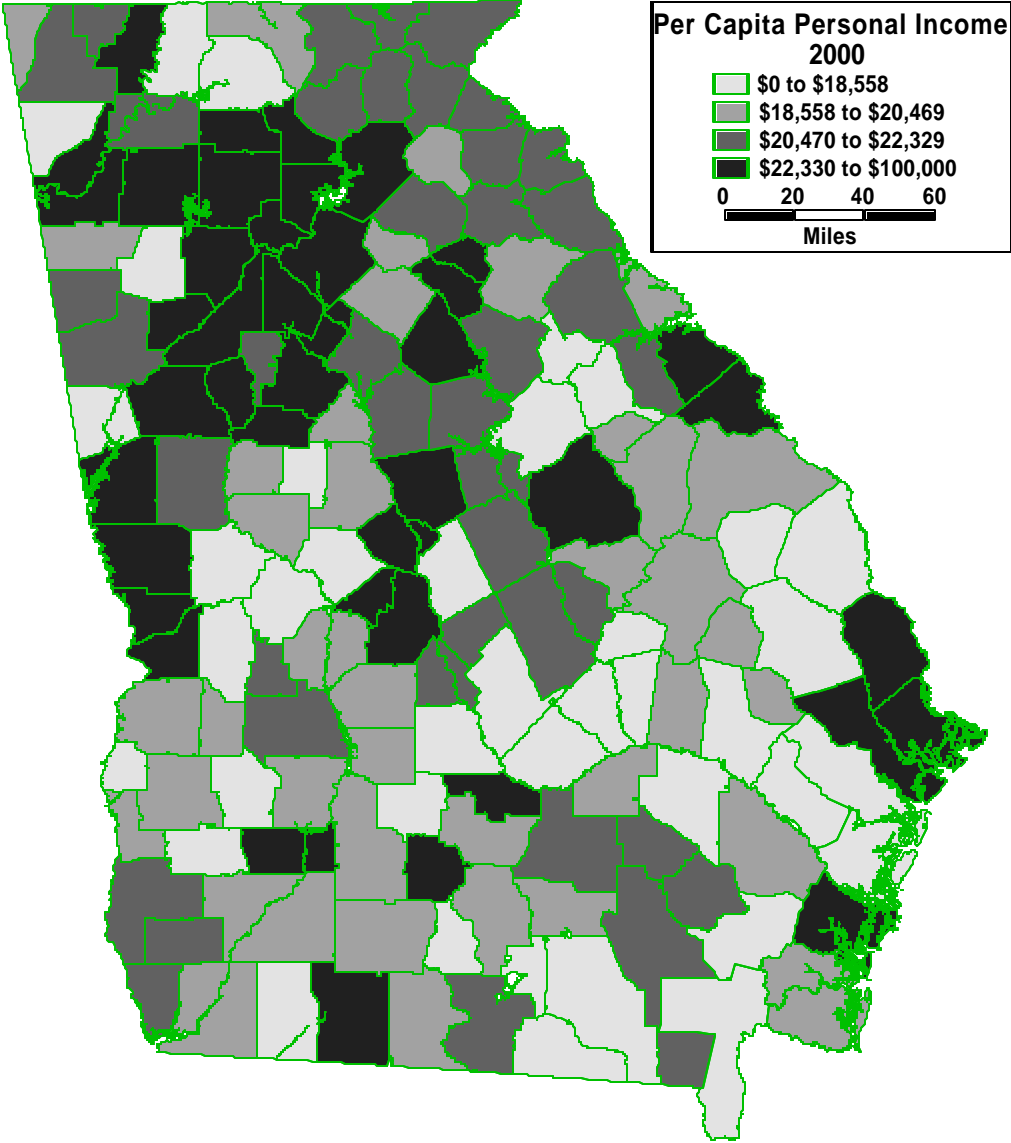 Per Capita Personal Income
2000
$0 to $18,558
$18,558 to $20,469
$20,470 to $22,329
$22,330 to $100,000
0 20 40 60
Miles